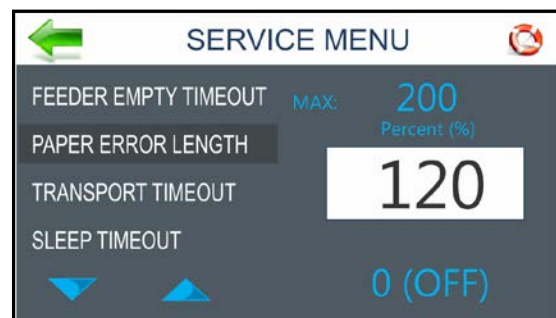 SERVICE MENU
FEEDER EMPTY TIMEOUT
MAX: 200
Percent (%)
PAPER ERROR LENGTH
120
TRANSPORT TIMEOUT
SLEEP TIMEOUT
0 (OFF)